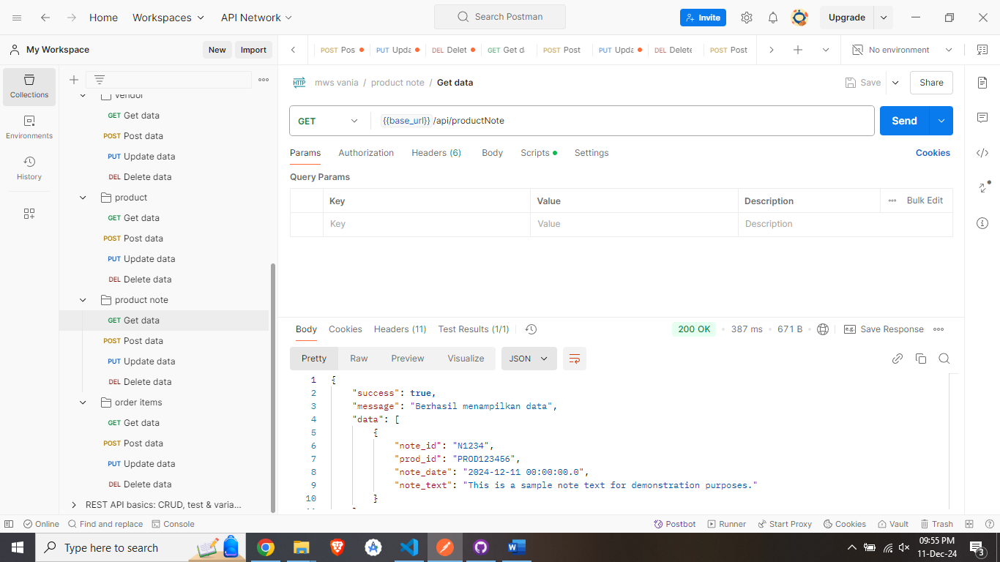 Home Workspaces API Network Search Postman Invite Upgrade
My Workspace New Import
POST Pos PUT Upda DEL Delet GET Get da POST Post PUT Upda DEL Delete POST Post No environment
Collections
Environments
History
vendor
GET Get data
POST Post data
PUT Update data
DEL Delete data
product
GET Get data
POST Post data
PUT Update data
DEL Delete data
product note
GET Get data
POST Post data
PUT Update data
DEL Delete data
order items
GET Get data
POST Post data
PUT Update data
DEL Delete data
REST API basics: CRUD, test & varia...
HTTP mws vania / product note / Get data Save Share
GET {{base_url}} /api/productNote Send
Params Authorization Headers (6) Body Scripts Settings Cookies
Query Params
Key Value Description Bulk Edit
Key Value Description
Body Cookies Headers (11) Test Results (1/1) 200 OK 387 ms 671 B e.g. Save Response
Pretty Raw Preview Visualize JSON
1 {
2 "success": true,
3 "message": "Berhasil menampilkan data",
4 "data": [
5 {
6 "note_id": "N1234",
7 "prod_id": "PROD123456",
8 "note_date": "2024-12-11 00:00:00.0",
9 "note_text": "This is a sample note text for demonstration purposes."
10 }
Online Find and replace Console Postbot Runner Start Proxy Cookies Vault Trash
Type here to search
09:55 PM
11-Dec-24
3